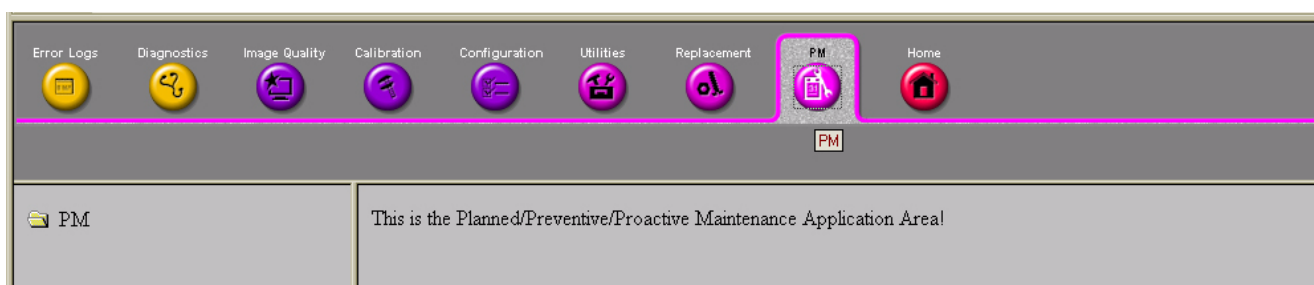 Error Logs Diagnostics Image Quality Calibration Configuration Utilities Replacement PM Home
PM
PM
This is the Planned/Preventive/Proactive Maintenance Application Area!